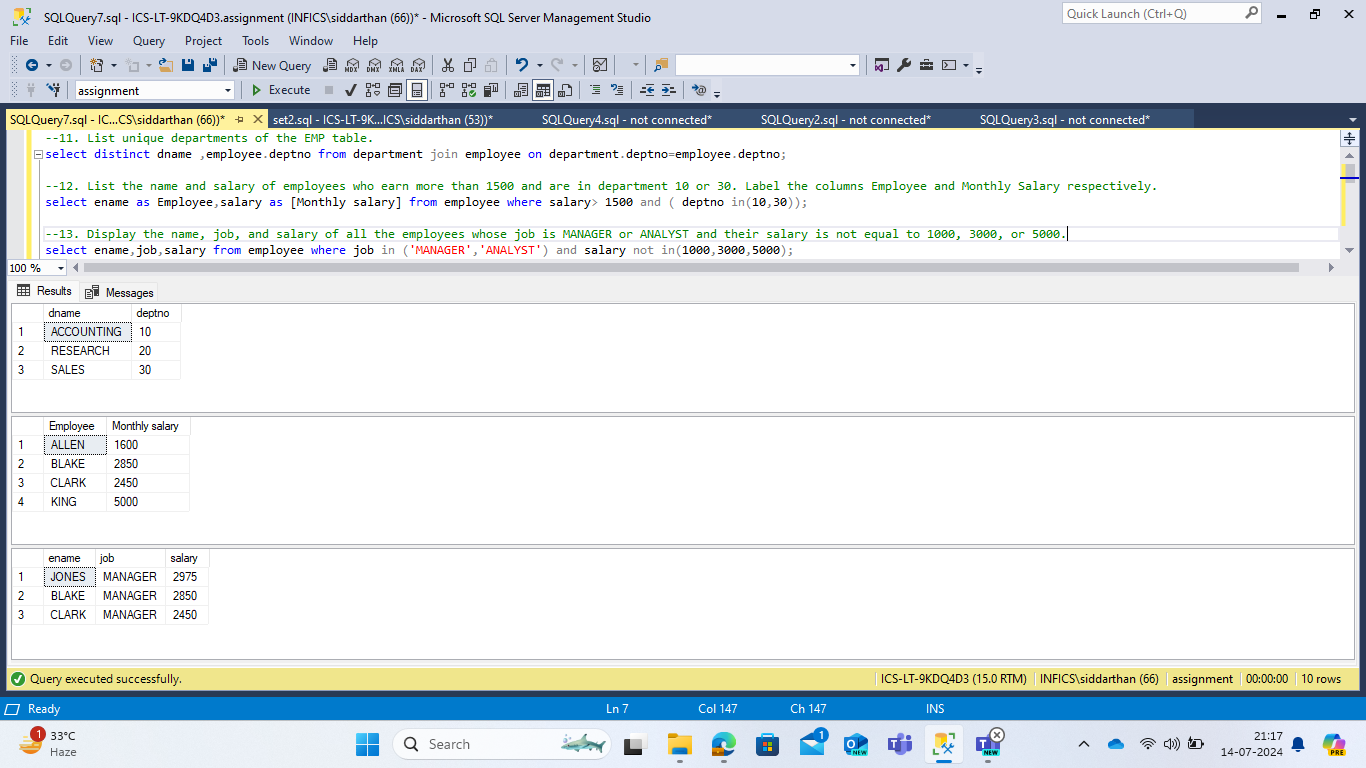 SQLQuery7.sql - ICS-LT-9KDQ4D3.assignment (INFICS\siddarthan (66))* - Microsoft SQL Server Management Studio
Quick Launch (Ctrl+Q)
File Edit View Query Project Tools Window Help
New Query MDX DMX XMLA DAX
assignment Execute
SQLQuery7.sql - IC...CS\siddarthan (66))* set2.sql - ICS-LT-9K...ICS\siddarthan (53))* SQLQuery4.sql - not connected* SQLQuery2.sql - not connected* SQLQuery3.sql - not connected*
--11. List unique departments of the EMP table.
select distinct dname ,employee.deptno from department join employee on department.deptno=employee.deptno;
--12. List the name and salary of employees who earn more than 1500 and are in department 10 or 30. Label the columns Employee and Monthly Salary respectively.
select ename as Employee,salary as [Monthly salary] from employee where salary> 1500 and ( deptno in(10,30));
--13. Display the name, job, and salary of all the employees whose job is MANAGER or ANALYST and their salary is not equal to 1000, 3000, or 5000.
select ename,job,salary from employee where job in ('MANAGER','ANALYST') and salary not in(1000,3000,5000);
100 %
Results Messages
dname deptno
1 ACCOUNTING 10
2 RESEARCH 20
3 SALES 30
Employee Monthly salary
1 ALLEN 1600
2 BLAKE 2850
3 CLARK 2450
4 KING 5000
ename job salary
1 JONES MANAGER 2975
2 BLAKE MANAGER 2850
3 CLARK MANAGER 2450
Query executed successfully. ICS-LT-9KDQ4D3 (15.0 RTM) INFICS\siddarthan (66) assignment 00:00:00 10 rows
Ready Ln 7 Col 147 Ch 147 INS
1 33°C
Haze
Search
1
NEW
NEW
21:17
14-07-2024
PRE